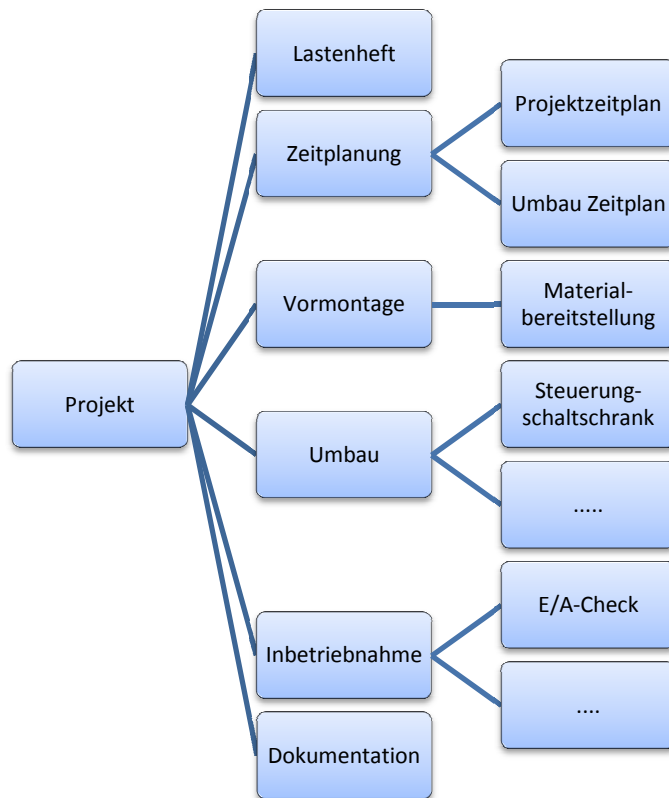 Lastenheft
Projektzeitplan
Zeitplanung
Umbau Zeitplan
Vormontage
Material-
bereitstellung
Projekt
Steuerung-
schaltschrank
Umbau
.....
E/A-Check
Inbetriebnahme
....
Dokumentation